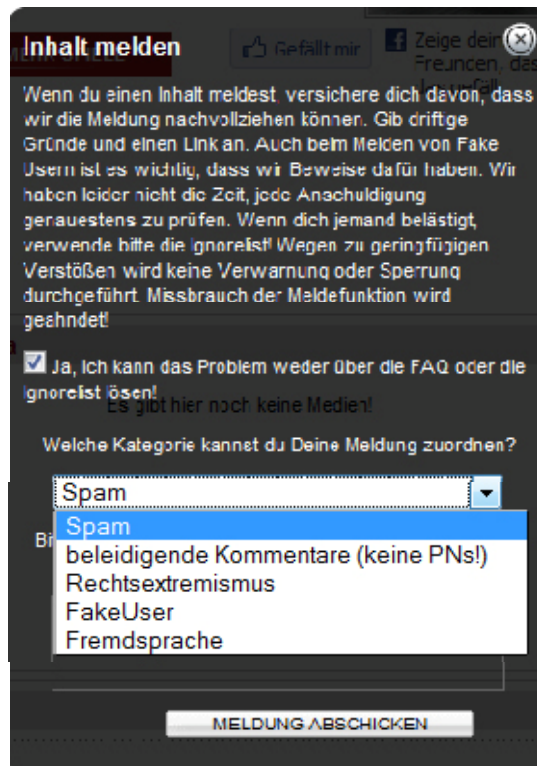 Inhalt melden
Gefällt mir
Zeige dein
Freunden, das
Wenn du einen Inhalt meldest, versichere dich davon, dass
wir die Meldung nachvollziehen können. Gib driftige
Gründe und einen Link an. Auch beim Melden von Fake
Usern ist es wichtig, dass wir Beweise dafür haben. Wir
haben leider nicht die Zeit, jede Anschuldigung
genauestens zu prüfen. Wenn dich jemand belästigt,
verwende bitte die Ignorelist! Wegen zu geringfügigen
Verstößen wird keine Verwarnung oder Sperrung
durchgeführt. Missbrauch der Meldefunktion wird
geahndet!
Ja, ich kann das Problem weder über die FAQ oder die
Ignorelist lösen!
Es gibt hier noch keine Medien!
Welche Kategorie kannst du Deine Meldung zuordnen?
Spam
Spam
Bi
beleidigende Kommentare (keine PNs!)
Rechtsextremismus
FakeUser
Fremdsprache
MELDUNG ABSCHICKEN